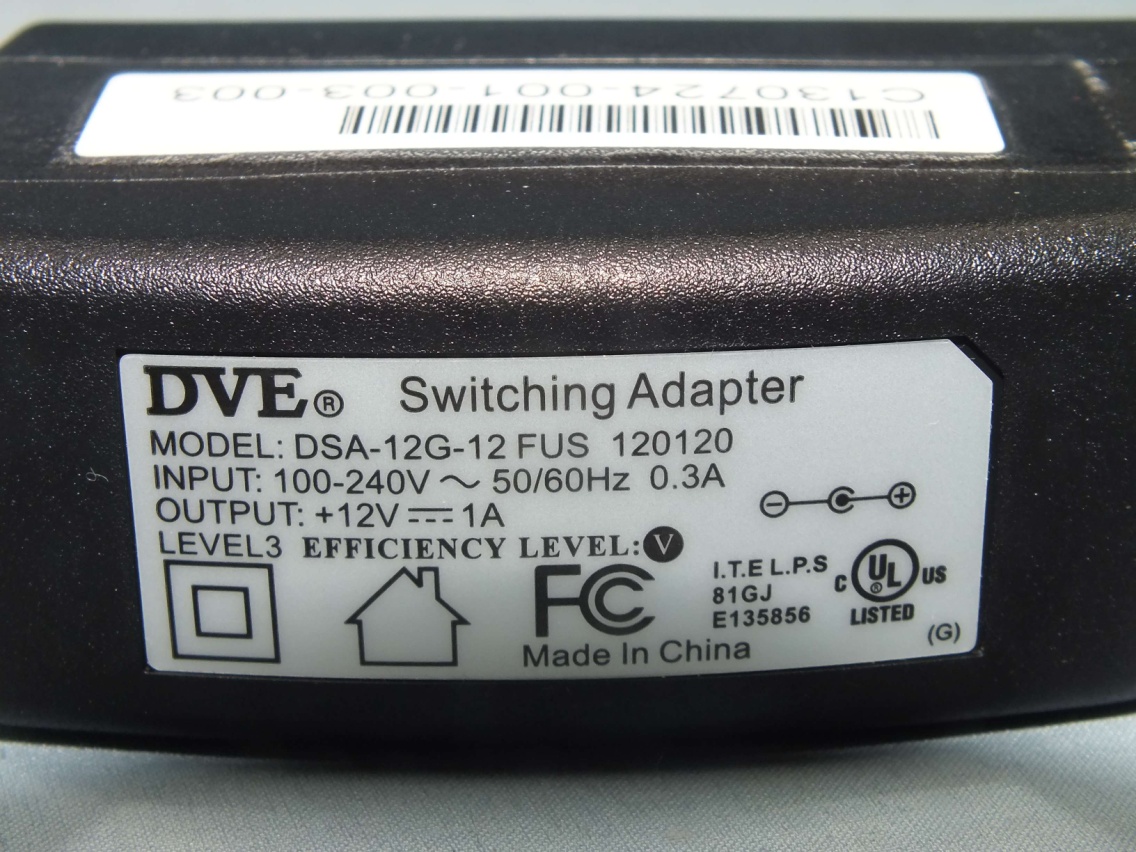 C130724-001-003-003
DVE® Switching Adapter
MODEL: DSA-12G-12 FUS 120120
INPUT: 100-240V ~ 50/60Hz 0.3A
OUTPUT: +12V ⎓ 1A
LEVEL3 EFFICIENCY LEVEL: V
FC
Made In China
I.T.E L.P.S
81GJ
E135856
C UL® US
LISTED
(G)